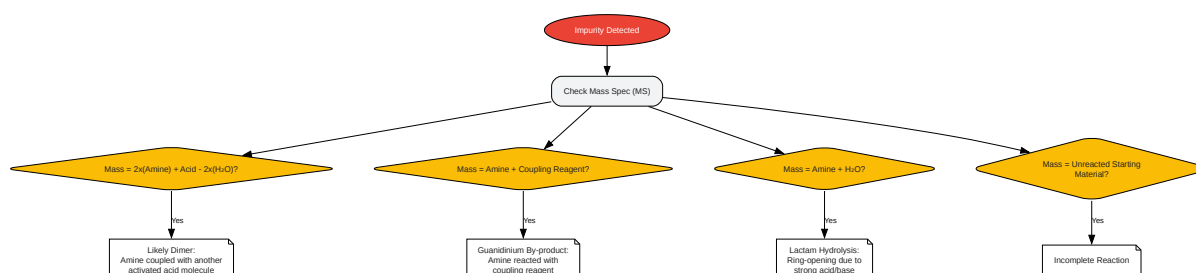 Impurity Detected
Check Mass Spec (MS)
Mass = 2x(Amine) + Acid - 2x(H₂O)?
Mass = Amine + Coupling Reagent?
Mass = Amine + H₂O?
Mass = Unreacted Starting
Material?
Yes
Yes
Yes
Yes
Likely Dimer:
Amine coupled with another
activated acid molecule
Guanidinium By-product:
Amine reacted with
coupling reagent
Lactam Hydrolysis:
Ring-opening due to
strong acid/base
Incomplete Reaction